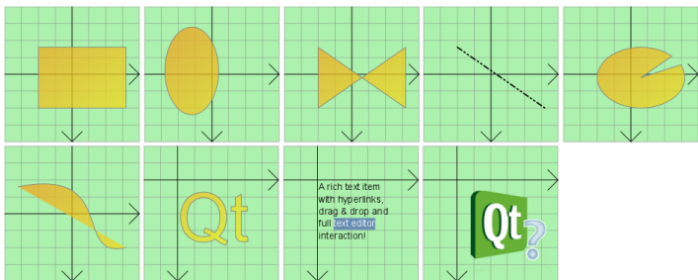 Qt
A rich text item
with hyperlinks,
drag & drop and
full text editor
interaction!
Qt
?